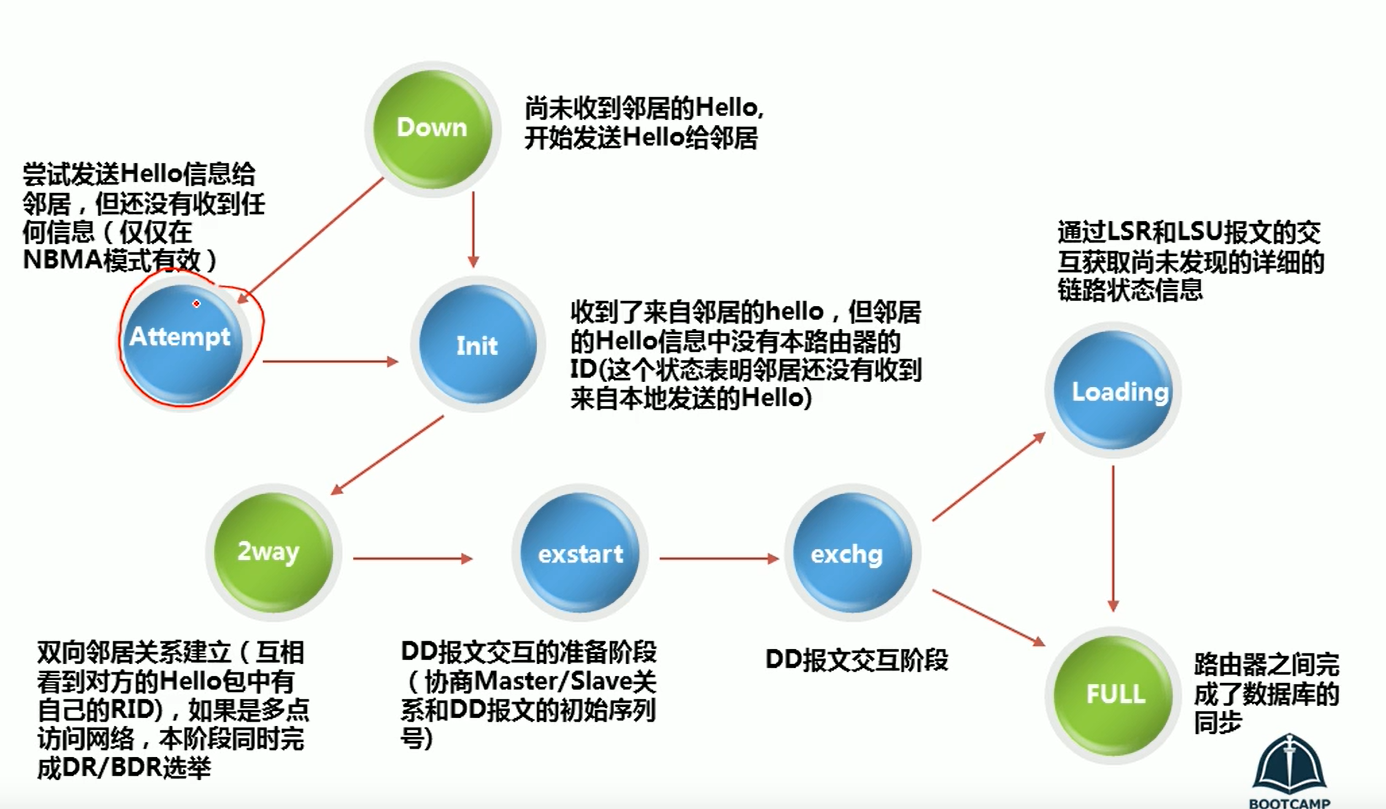 Down
尚未收到邻居的Hello,
开始发送Hello给邻居
尝试发送Hello信息给
邻居，但还没有收到任
何信息（仅仅在
NBMA模式有效）
Attempt
Init
收到了来自邻居的hello，但邻居
的Hello信息中没有本路由器的
ID(这个状态表明邻居还没有收到
来自本地发送的Hello)
通过LSR和LSU报文的交
互获取尚未发现的详细的
链路状态信息
Loading
2way
exstart
exchg
双向邻居关系建立（互相
看到对方的Hello包中有
自己的RID)，如果是多点
访问网络，本阶段同时完
成DR/BDR选举
DD报文交互的准备阶段
（协商Master/Slave关
系和DD报文的初始序列
号)
DD报文交互阶段
FULL
路由器之间完
成了数据库的
同步
BOOTCAMP